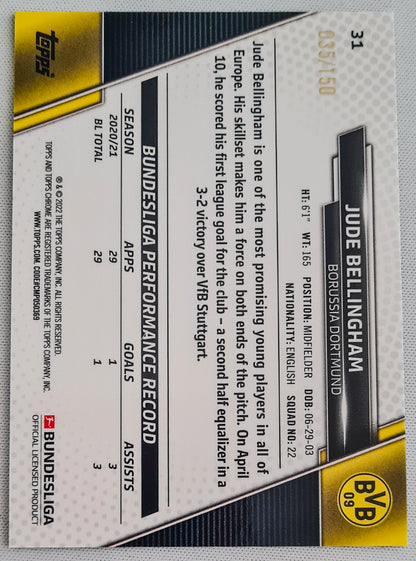 31
035/150
JUDE BELLINGHAM
BORUSSIA DORTMUND
BVB
09
HT: 6'1" WT: 165 POSITION: MIDFIELDER DOB: 06-29-03
NATIONALITY: ENGLISH SQUAD NO: 22
Jude Bellingham is one of the most promising young players in all of
Europe. His skillset makes him a force on both ends of the pitch. On April
10, he scored his first league goal for the club – a second half equalizer in a
3-2 victory over VfB Stuttgart.
BUNDESLIGA PERFORMANCE RECORD
SEASON APPS GOALS ASSISTS
2020/21 29 1 3
BL TOTAL 29 1 3
® & © 2022 THE TOPPS COMPANY, INC. ALL RIGHTS RESERVED.
TOPPS AND TOPPS CHROME ARE REGISTERED TRADEMARKS OF THE TOPPS COMPANY, INC.
WWW.TOPPS.COM. CODE#CMP050369
topps
BUNDESLIGA
OFFICIAL LICENSED PRODUCT